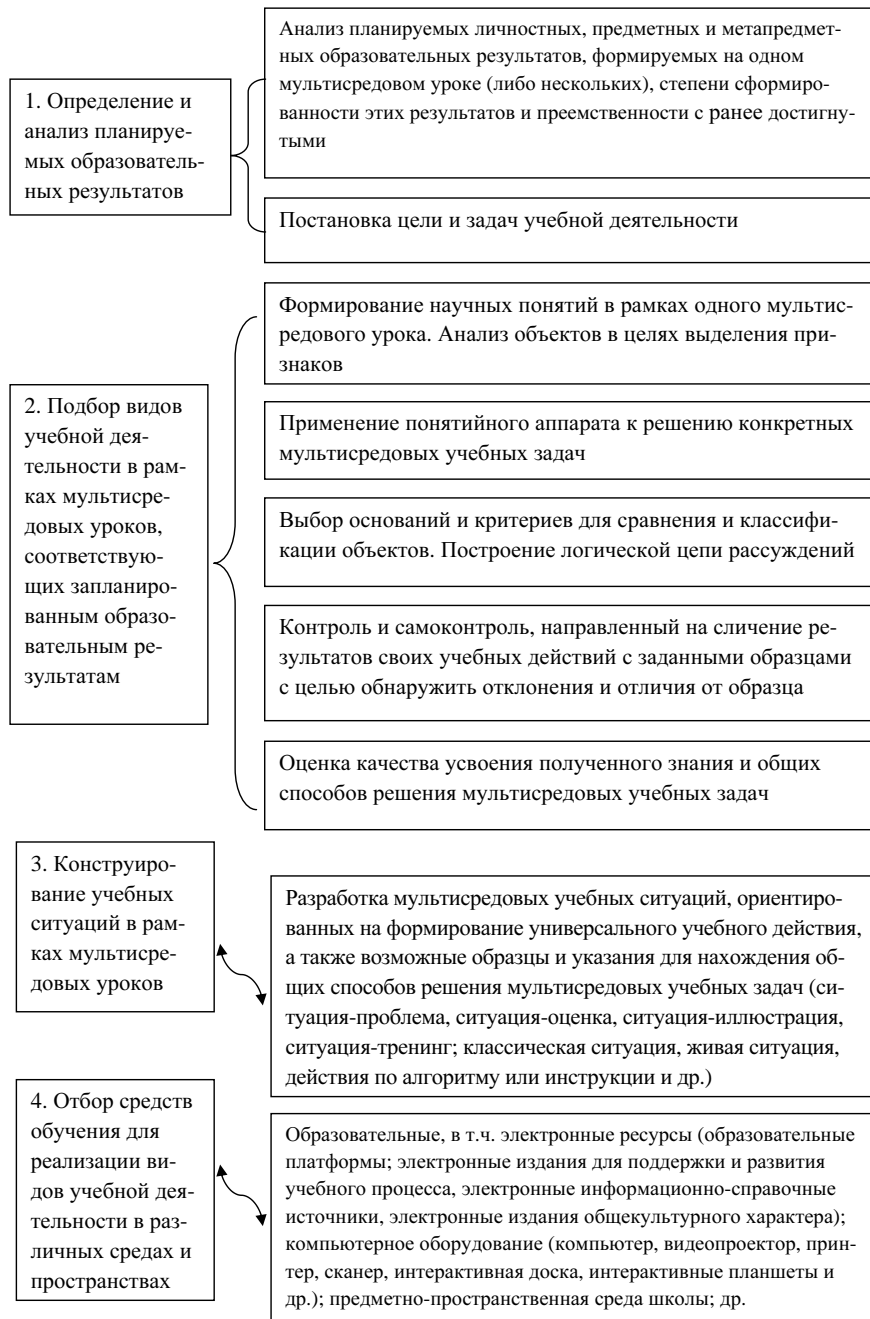 1. Определение и
анализ планируе-
мых образователь-
ных результатов
Анализ планируемых личностных, предметных и метапредмет-
ных образовательных результатов, формируемых на одном
мультисредовом уроке (либо нескольких), степени сформиро-
ванности этих результатов и преемственности с ранее достигну-
тыми
Постановка цели и задач учебной деятельности
2. Подбор видов
учебной дея-
тельности в рам-
ках мультисре-
довых уроков,
соответствую-
щих запланиро-
ванным образо-
вательным ре-
зультатам
Формирование научных понятий в рамках одного мультис-
редового урока. Анализ объектов в целях выделения при-
знаков
Применение понятийного аппарата к решению конкретных
мультисредовых учебных задач
Выбор оснований и критериев для сравнения и классифи-
кации объектов. Построение логической цепи рассуждений
Контроль и самоконтроль, направленный на сличение ре-
зультатов своих учебных действий с заданными образцами
с целью обнаружить отклонения и отличия от образца
Оценка качества усвоения полученного знания и общих
способов решения мультисредовых учебных задач
3. Конструиро-
вание учебных
ситуаций в рам-
ках мультисре-
довых уроков
Разработка мультисредовых учебных ситуаций, ориентиро-
ванных на формирование универсального учебного действия,
а также возможные образцы и указания для нахождения об-
щих способов решения мультисредовых учебных задач (си-
туация-проблема, ситуация-оценка, ситуация-иллюстрация,
ситуация-тренинг; классическая ситуация, живая ситуация,
действия по алгоритму или инструкции и др.)
4. Отбор средств
обучения для
реализации ви-
дов учебной дея-
тельности в раз-
личных средах и
пространствах
Образовательные, в т.ч. электронные ресурсы (образовательные
платформы; электронные издания для поддержки и развития
учебного процесса, электронные информационно-справочные
источники, электронные издания общекультурного характера);
компьютерное оборудование (компьютер, видеопроектор, прин-
тер, сканер, интерактивная доска, интерактивные планшеты и
др.); предметно-пространственная среда школы; др.